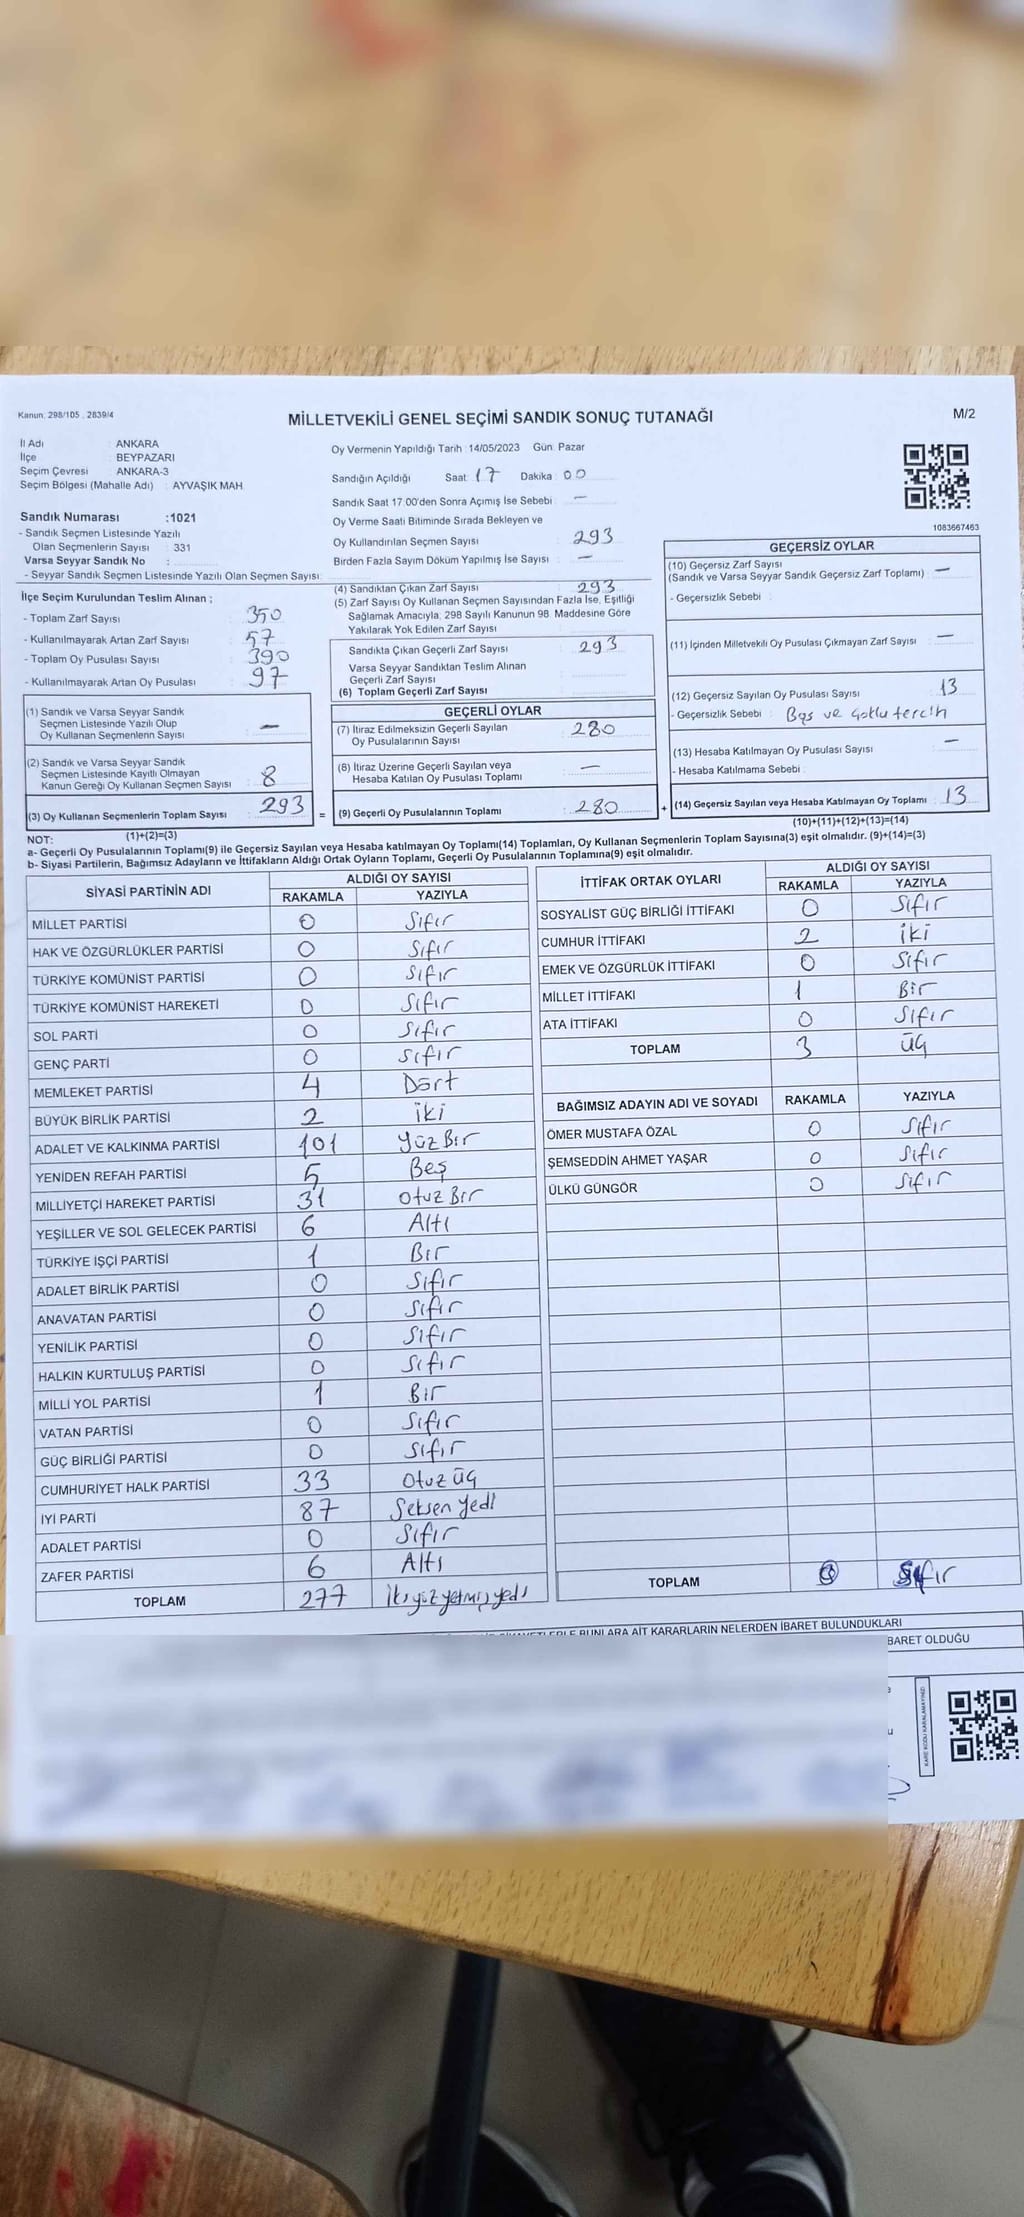 Kanun: 298/105 . 2839/4
MİLLETVEKİLİ GENEL SEÇİMİ SANDIK SONUÇ TUTANAĞI
M/2
İl Adı : ANKARA
İlçe : BEYPAZARI
Seçim Çevresi : ANKARA-3
Seçim Bölgesi (Mahalle Adı) : AYVAŞIK MAH.
Sandık Numarası :1021
- Sandık Seçmen Listesinde Yazılı
Olan Seçmenlerin Sayısı : 331
Varsa Seyyar Sandık No :
- Seyyar Sandık Seçmen Listesinde Yazılı Olan Seçmen Sayısı:
Oy Vermenin Yapıldığı Tarih :14/05/2023 Gün: Pazar
Sandığın Açıldığı Saat: 17 Dakika: 00
Sandık Saat 17:00'den Sonra Açımış İse Sebebi : —
Oy Verme Saati Bitiminde Sırada Bekleyen ve
Oy Kullandırılan Seçmen Sayısı : 293
Birden Fazla Sayım Döküm Yapılmış İse Sayısı : —
1083667463
İlçe Seçim Kurulundan Teslim Alınan ;
- Toplam Zarf Sayısı : 350
- Kullanılmayarak Artan Zarf Sayısı : 57
- Toplam Oy Pusulası Sayısı : 390
- Kullanılmayarak Artan Oy Pusulası : 97
(4) Sandıktan Çıkan Zarf Sayısı : 293
(5) Zarf Sayısı Oy Kullanan Seçmen Sayısından Fazla İse, Eşitliği
Sağlamak Amacıyla, 298 Sayılı Kanunun 98. Maddesine Göre
Yakılarak Yok Edilen Zarf Sayısı :
Sandıkta Çıkan Geçerli Zarf Sayısı : 293
Varsa Seyyar Sandıktan Teslim Alınan
Geçerli Zarf Sayısı :
(6) Toplam Geçerli Zarf Sayısı :
GEÇERSİZ OYLAR
(10) Geçersiz Zarf Sayısı
(Sandık ve Varsa Seyyar Sandık Geçersiz Zarf Toplamı) : —
- Geçersizlik Sebebi :
(11) İçinden Milletvekili Oy Pusulası Çıkmayan Zarf Sayısı : —
(12) Geçersiz Sayılan Oy Pusulası Sayısı : 13
- Geçersizlik Sebebi : Boş ve çoklu tercih
(13) Hesaba Katılmayan Oy Pusulası Sayısı : —
- Hesaba Katılmama Sebebi :
(14) Geçersiz Sayılan veya Hesaba Katılmayan Oy Toplamı : 13
(10)+(11)+(12)+(13)=(14)
(1) Sandık ve Varsa Seyyar Sandık
Seçmen Listesinde Yazılı Olup
Oy Kullanan Seçmenlerin Sayısı : —
(2) Sandık ve Varsa Seyyar Sandık
Seçmen Listesinde Kayıtlı Olmayan
Kanun Gereği Oy Kullanan Seçmen Sayısı : 8
(3) Oy Kullanan Seçmenlerin Toplam Sayısı : 293
(1)+(2)=(3)
=
GEÇERLİ OYLAR
(7) İtiraz Edilmeksizin Geçerli Sayılan
Oy Pusulalarının Sayısı : 280
(8) İtiraz Üzerine Geçerli Sayılan veya
Hesaba Katılan Oy Pusulası Toplamı : —
(9) Geçerli Oy Pusulalarının Toplamı : 280
+
NOT:
a- Geçerli Oy Pusulalarının Toplamı(9) ile Geçersiz Sayılan veya Hesaba katılmayan Oy Toplamı(14) Toplamları, Oy Kullanan Seçmenlerin Toplam Sayısına(3) eşit olmalıdır. (9)+(14)=(3)
b- Siyasi Partilerin, Bağımsız Adayların ve İttifakların Aldığı Ortak Oyların Toplamı, Geçerli Oy Pusulalarının Toplamına(9) eşit olmalıdır.
SİYASİ PARTİNİN ADI ALDIĞI OY SAYISI
RAKAMLA YAZIYLA
MİLLET PARTİSİ 0 Sıfır
HAK VE ÖZGÜRLÜKLER PARTİSİ 0 Sıfır
TÜRKİYE KOMÜNİST PARTİSİ 0 Sıfır
TÜRKİYE KOMÜNİST HAREKETİ 0 Sıfır
SOL PARTİ 0 Sıfır
GENÇ PARTİ 0 Sıfır
MEMLEKET PARTİSİ 4 Dört
BÜYÜK BİRLİK PARTİSİ 2 İki
ADALET VE KALKINMA PARTİSİ 101 Yüz Bir
YENİDEN REFAH PARTİSİ 5 Beş
MİLLİYETÇİ HAREKET PARTİSİ 31 Otuz Bir
YEŞİLLER VE SOL GELECEK PARTİSİ 6 Altı
TÜRKİYE İŞÇİ PARTİSİ 1 Bir
ADALET BİRLİK PARTİSİ 0 Sıfır
ANAVATAN PARTİSİ 0 Sıfır
YENİLİK PARTİSİ 0 Sıfır
HALKIN KURTULUŞ PARTİSİ 0 Sıfır
MİLLİ YOL PARTİSİ 1 Bir
VATAN PARTİSİ 0 Sıfır
GÜÇ BİRLİĞİ PARTİSİ 0 Sıfır
CUMHURİYET HALK PARTİSİ 33 Otuz üç
İYİ PARTİ 87 Seksen yedi
ADALET PARTİSİ 0 Sıfır
ZAFER PARTİSİ 6 Altı
TOPLAM 277 İkiyüz yetmiş yedi
İTTİFAK ORTAK OYLARI ALDIĞI OY SAYISI
RAKAMLA YAZIYLA
SOSYALİST GÜÇ BİRLİĞİ İTTİFAKI 0 Sıfır
CUMHUR İTTİFAKI 2 İki
EMEK VE ÖZGÜRLÜK İTTİFAKI 0 Sıfır
MİLLET İTTİFAKI 1 Bir
ATA İTTİFAKI 0 Sıfır
TOPLAM 3 üç
BAĞIMSIZ ADAYIN ADI VE SOYADI RAKAMLA YAZIYLA
ÖMER MUSTAFA ÖZAL 0 Sıfır
ŞEMSEDDİN AHMET YAŞAR 0 Sıfır
ÜLKÜ GÜNGÖR 0 Sıfır
TOPLAM 0 Sıfır
BUNLARA AİT KARARLARIN NELERDEN İBARET BULUNDUKLARI
BARET OLDUĞU
KARE KODU KARALAMAYINIZ!